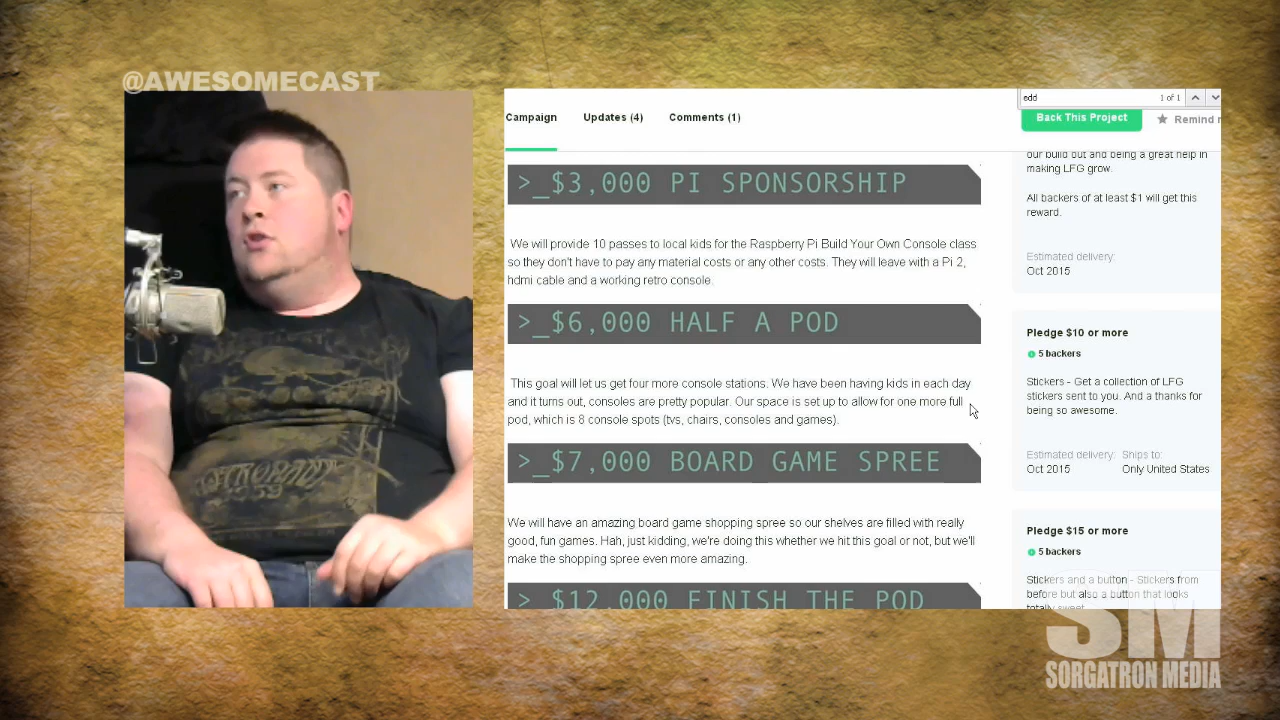 @AWESOMECAST
edd 1 of 1
Campaign Updates (4) Comments (1)
Back This Project Remind
>_$3,000 PI SPONSORSHIP
We will provide 10 passes to local kids for the Raspberry Pi Build Your Own Console class
so they don't have to pay any material costs or any other costs. They will leave with a Pi 2,
hdmi cable and a working retro console.
>_$6,000 HALF A POD
This goal will let us get four more console stations. We have been having kids in each day
and it turns out, consoles are pretty popular. Our space is set up to allow for one more full
pod, which is 8 console spots (tvs, chairs, consoles and games).
>_$7,000 BOARD GAME SPREE
We will have an amazing board game shopping spree so our shelves are filled with really
good, fun games. Hah, just kidding, we're doing this whether we hit this goal or not, but we'll
make the shopping spree even more amazing.
>_$12,000 FINISH THE POD
our build out and being a great help in
making LFG grow.
All backers of at least $1 will get this
reward.
Estimated delivery:
Oct 2015
Pledge $10 or more
5 backers
Stickers - Get a collection of LFG
stickers sent to you. And a thanks for
being so awesome.
Estimated delivery: Ships to:
Oct 2015 Only United States
Pledge $15 or more
5 backers
Stickers and a button - Stickers from
before but also a button that looks
totally sweet
SM
SORGATRON MEDIA